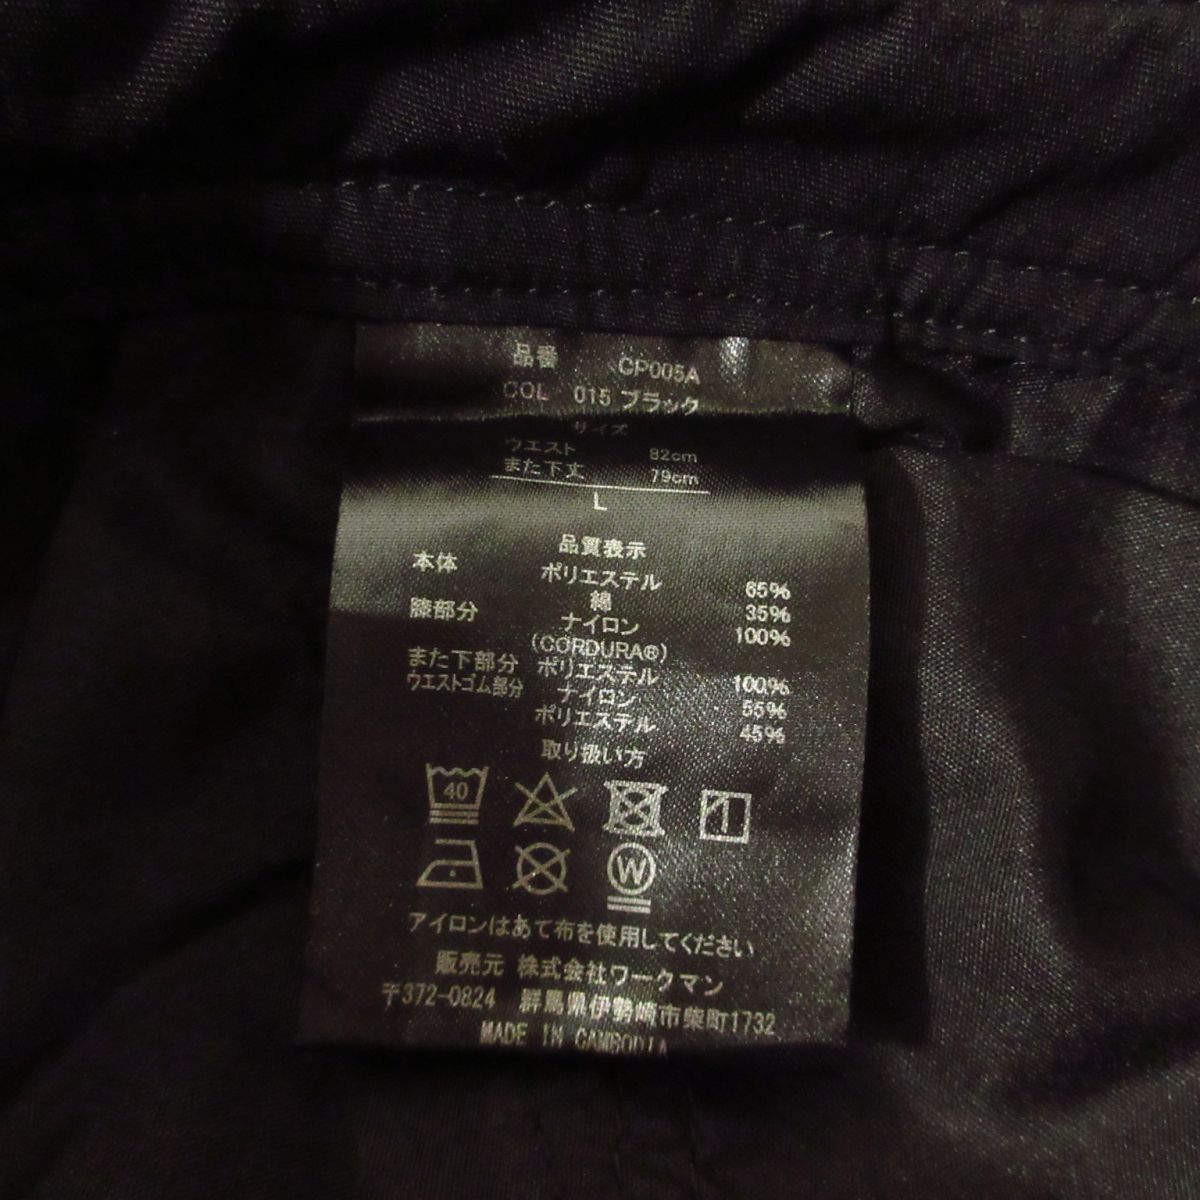 品番 CP005A
COL 015 ブラック
サイズ
ウエスト 82cm
また下丈 79cm
L
品質表示
本体 ポリエステル 65%
綿 35%
膝部分 ナイロン 100%
(CORDURA®)
また下部分 ポリエステル 100%
ウエストゴム部分 ナイロン 55%
ポリエステル 45%
取り扱い方
40
W
アイロンはあて布を使用してください
販売元 株式会社ワークマン
〒372-0824 群馬県伊勢崎市柴町1732
MADE IN CAMBODIA